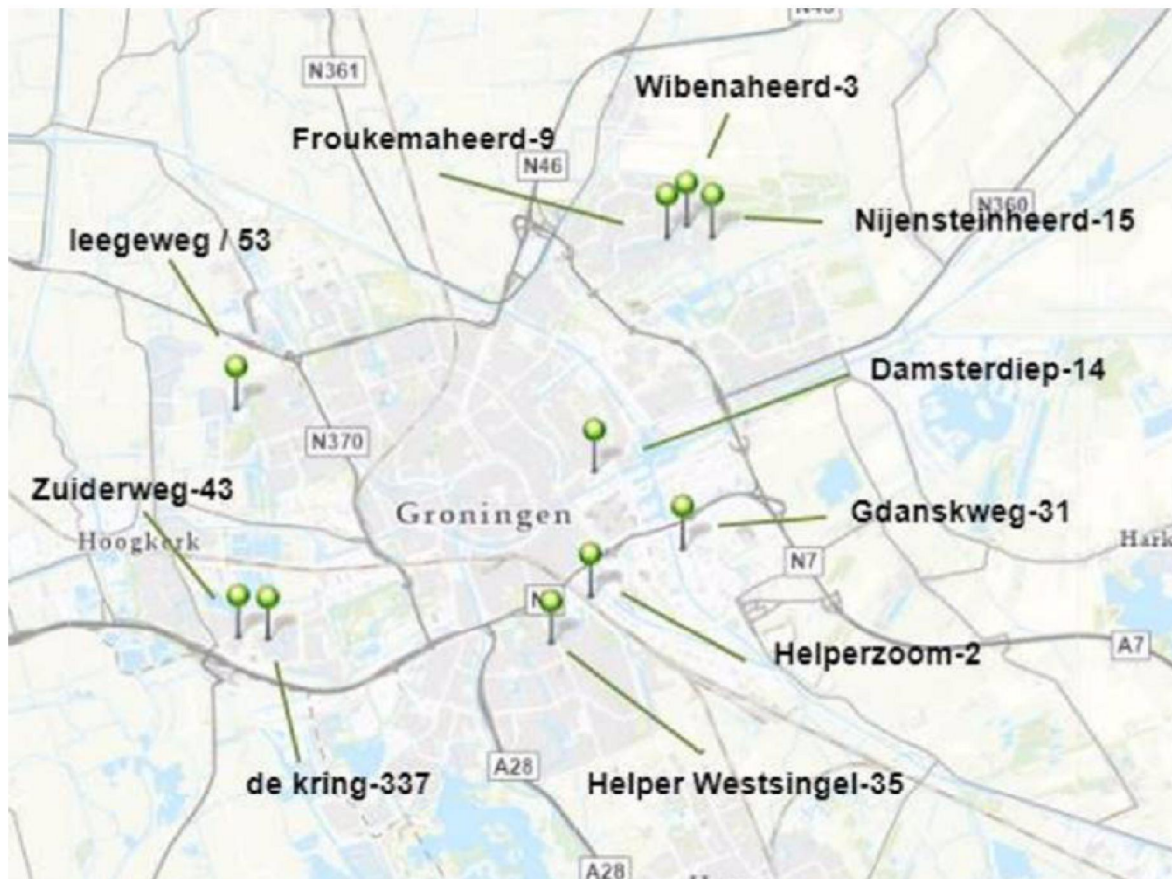 N361
Wibenaheerd-3
Froukemaheerd-9
N46
N360
Nijensteinheerd-15
leegeweg / 53
Damsterdiep-14
N370
Zuiderweg-43
Groningen
Gdanskweg-31
Hoogkerk
Hark
N7
Helperzoom-2
A7
de kring-337
A28
Helper Westsingel-35
A28